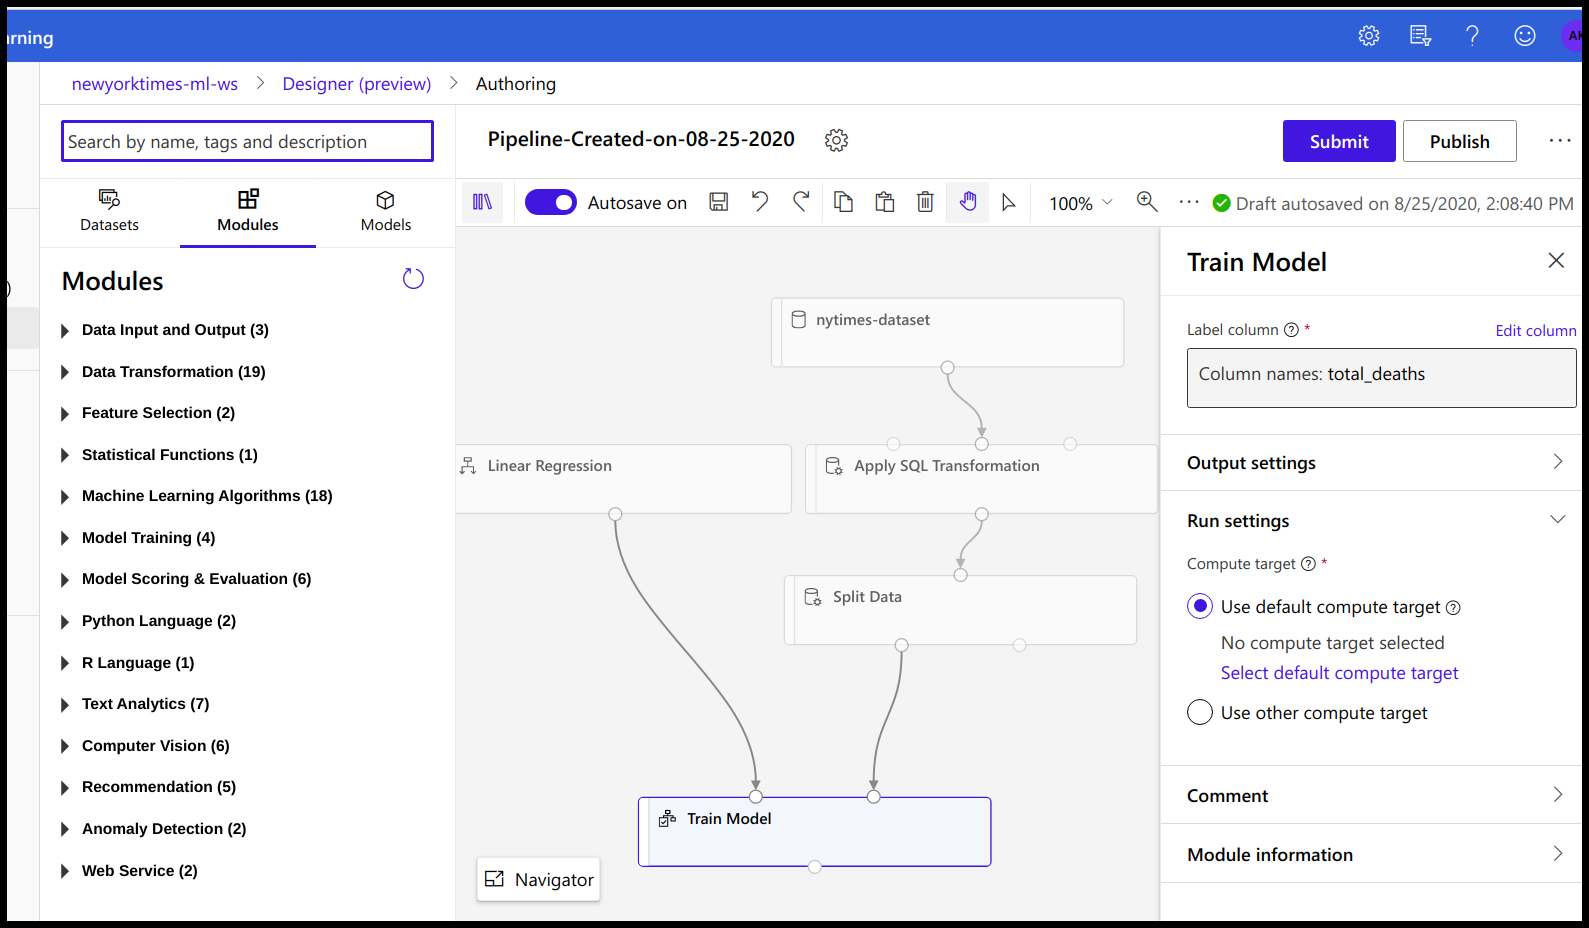 arning
AK
newyorktimes-ml-ws > Designer (preview) > Authoring
Search by name, tags and description
Pipeline-Created-on-08-25-2020
Submit
Publish
Datasets
Modules
Models
Autosave on
100%
Draft autosaved on 8/25/2020, 2:08:40 PM
Modules
Data Input and Output (3)
Data Transformation (19)
Feature Selection (2)
Statistical Functions (1)
Machine Learning Algorithms (18)
Model Training (4)
Model Scoring & Evaluation (6)
Python Language (2)
R Language (1)
Text Analytics (7)
Computer Vision (6)
Recommendation (5)
Anomaly Detection (2)
Web Service (2)
nytimes-dataset
Linear Regression
Apply SQL Transformation
Split Data
Train Model
Navigator
Train Model
Label column ? *
Edit column
Column names: total_deaths
Output settings
Run settings
Compute target ? *
Use default compute target ?
No compute target selected
Select default compute target
Use other compute target
Comment
Module information